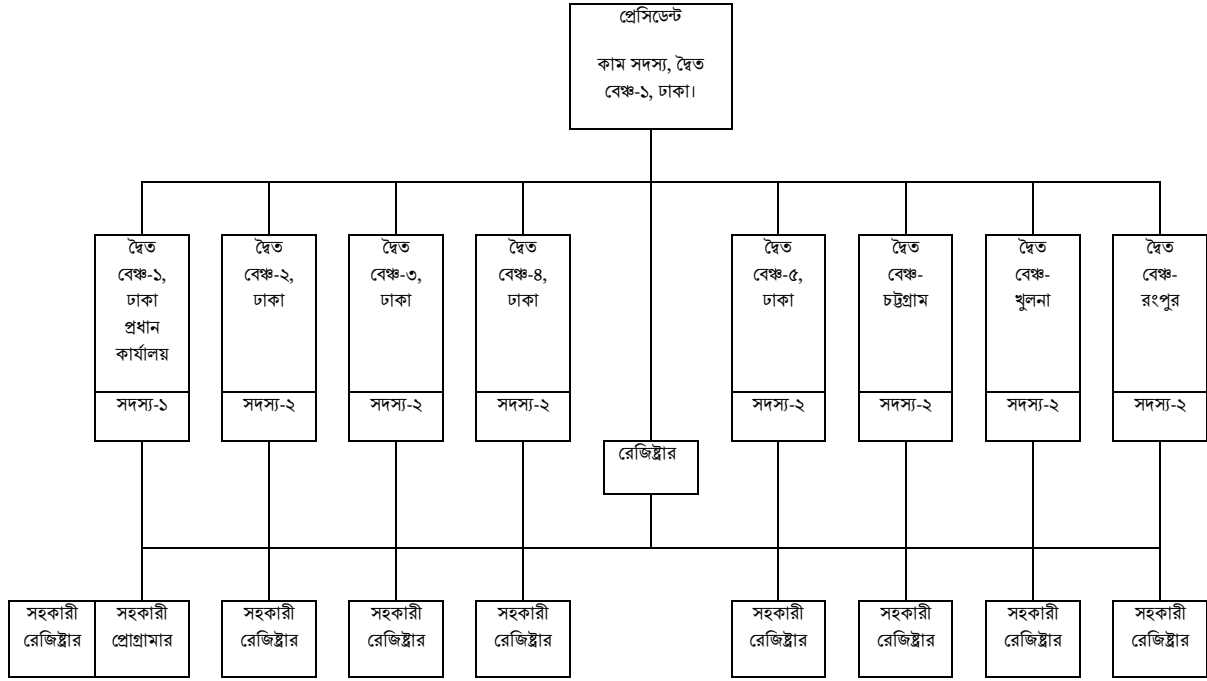 প্রেসিডেন্ট
কাম সদস্য, দ্বৈত
বেঞ্চ-১, ঢাকা।
দ্বৈত
বেঞ্চ-১,
ঢাকা
প্রধান
কার্যালয়
সদস্য-১
দ্বৈত
বেঞ্চ-২,
ঢাকা
সদস্য-২
দ্বৈত
বেঞ্চ-৩,
ঢাকা
সদস্য-২
দ্বৈত
বেঞ্চ-৪,
ঢাকা
সদস্য-২
দ্বৈত
বেঞ্চ-৫,
ঢাকা
সদস্য-২
দ্বৈত
বেঞ্চ-
চট্টগ্রাম
সদস্য-২
দ্বৈত
বেঞ্চ-
খুলনা
সদস্য-২
দ্বৈত
বেঞ্চ-
রংপুর
সদস্য-২
রেজিষ্ট্রার
সহকারী
রেজিষ্ট্রার
সহকারী
প্রোগ্রামার
সহকারী
রেজিষ্ট্রার
সহকারী
রেজিষ্ট্রার
সহকারী
রেজিষ্ট্রার
সহকারী
রেজিষ্ট্রার
সহকারী
রেজিষ্ট্রার
সহকারী
রেজিষ্ট্রার
সহকারী
রেজিষ্ট্রার